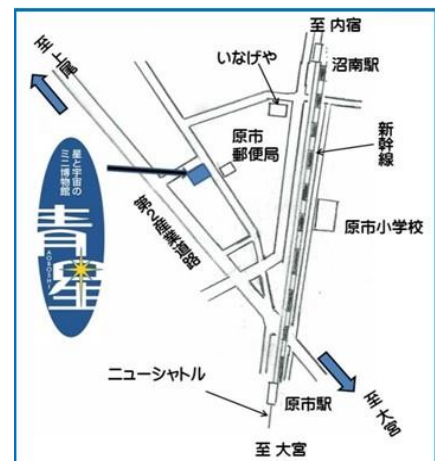 至 内宿
至 上尾
いなげや
沼南駅
新幹線
原市
郵便局
星と宇宙の
ミニ博物館
青星
AOBOSHI
第2産業道路
原市小学校
ニューシャトル
原市駅
至 大宮
至 大宮